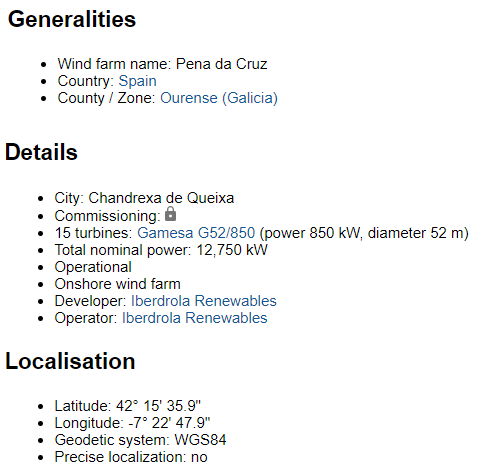 Generalities
Wind farm name: Pena da Cruz
Country: Spain
County / Zone: Ourense (Galicia)
Details
City: Chandrexa de Queixa
Commissioning:
15 turbines: Gamesa G52/850 (power 850 kW, diameter 52 m)
Total nominal power: 12,750 kW
Operational
Onshore wind farm
Developer: Iberdrola Renewables
Operator: Iberdrola Renewables
Localisation
Latitude: 42° 15' 35.9"
Longitude: -7° 22' 47.9"
Geodetic system: WGS84
Precise localization: no